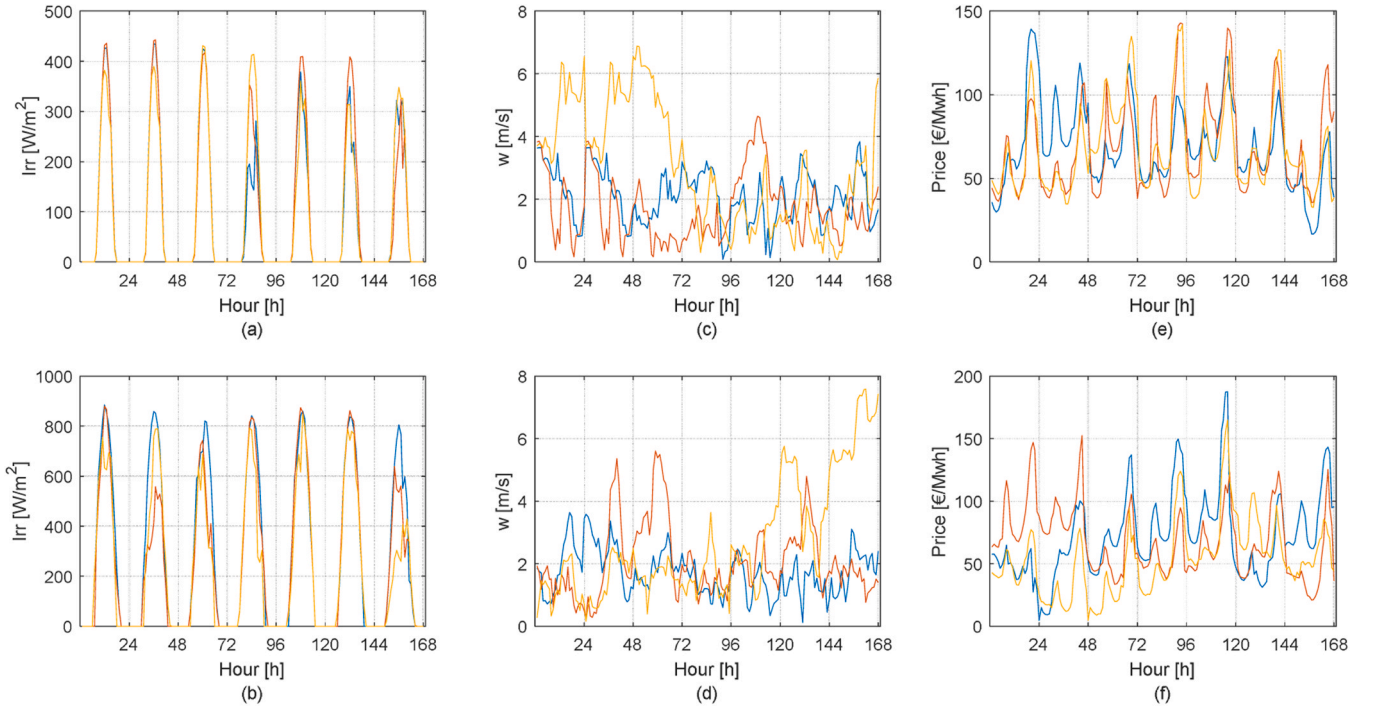 500
400
300
200
100
0
Irr [W/m²]
24 48 72 96 120 144 168
Hour [h]
(a)
8
6
4
2
0
w [m/s]
24 48 72 96 120 144 168
Hour [h]
(c)
150
100
50
0
Price [€/Mwh]
24 48 72 96 120 144 168
Hour [h]
(e)
1000
800
600
400
200
0
Irr [W/m²]
24 48 72 96 120 144 168
Hour [h]
(b)
8
6
4
2
0
w [m/s]
24 48 72 96 120 144 168
Hour [h]
(d)
200
150
100
50
0
Price [€/Mwh]
24 48 72 96 120 144 168
Hour [h]
(f)